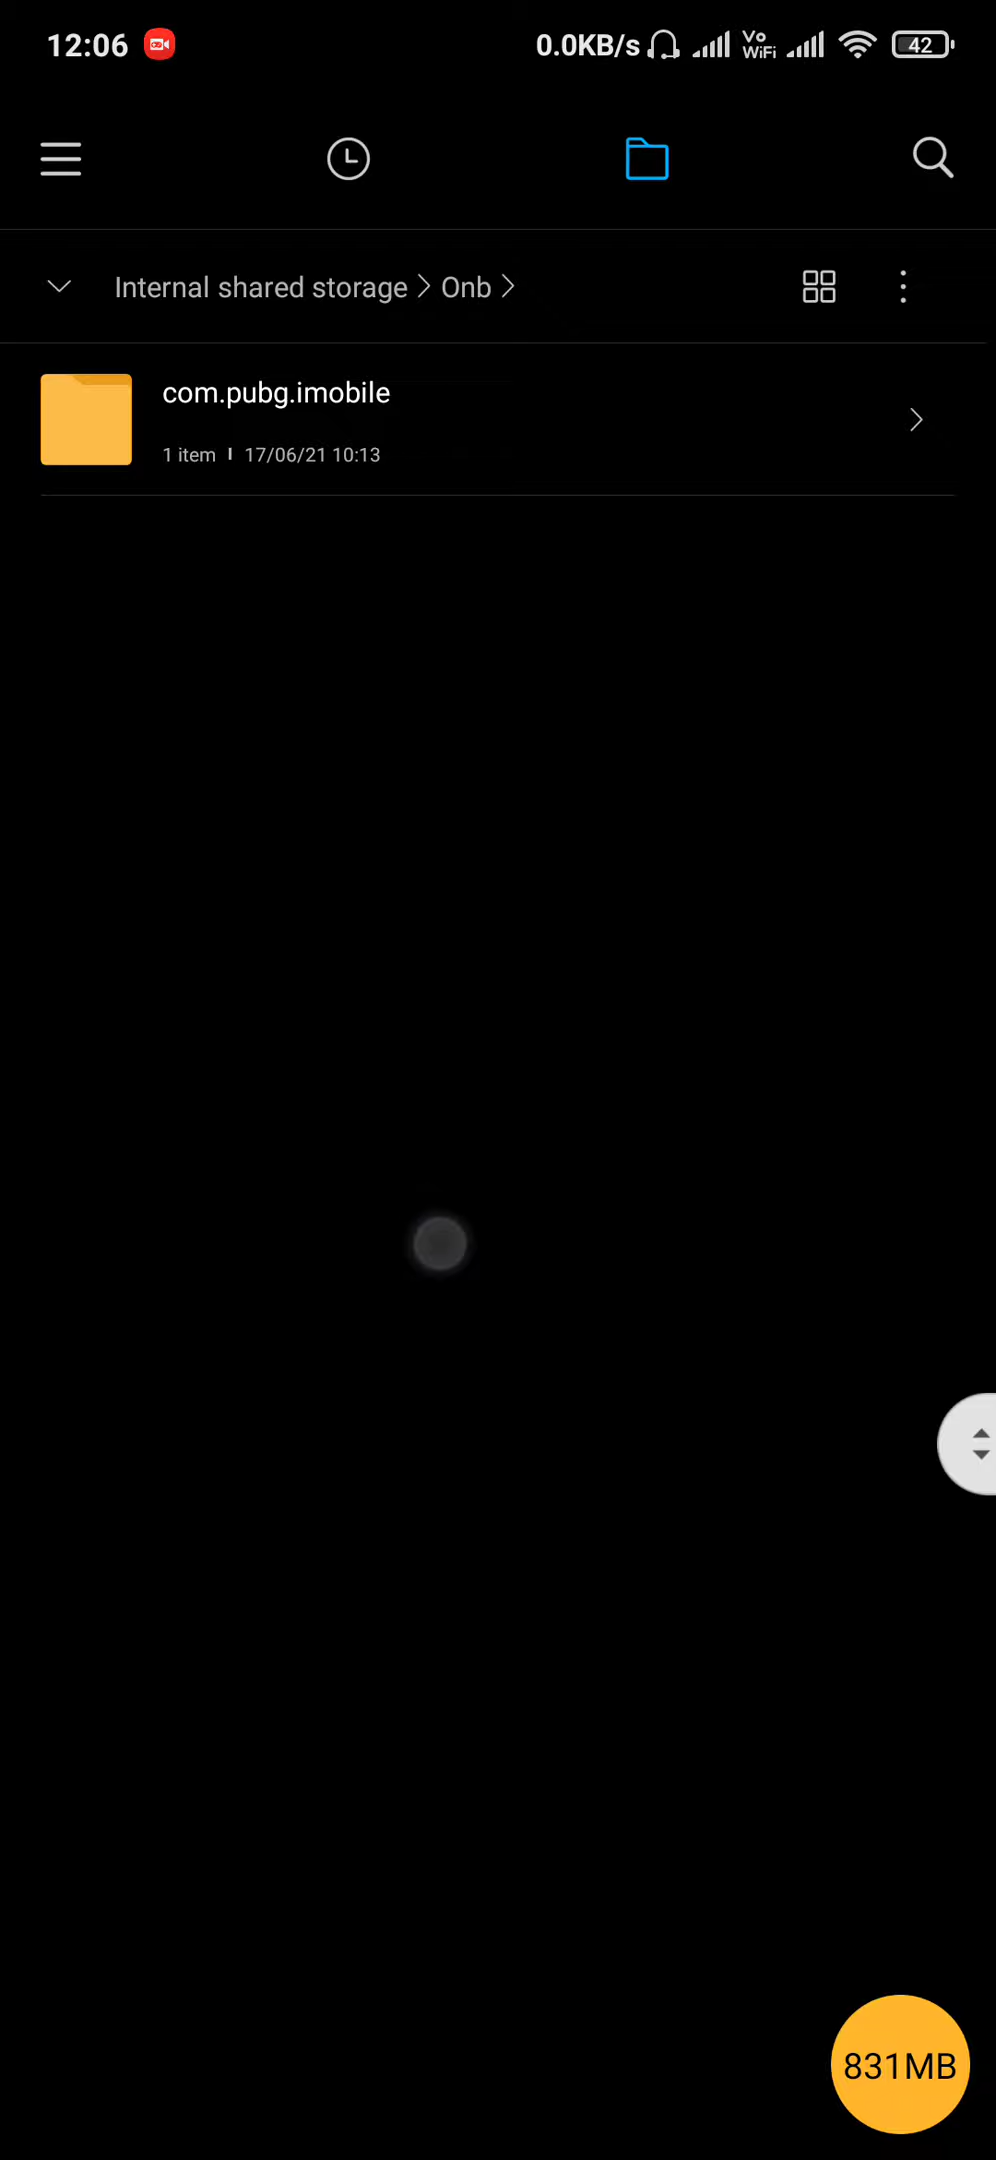 12:06
0.0KB/s
Vo
WiFi
42
Internal shared storage > Onb >
com.pubg.imobile
1 item I 17/06/21 10:13
831MB